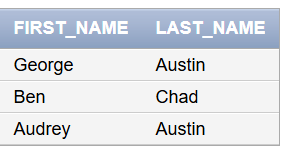 FIRST_NAME LAST_NAME
George Austin
Ben Chad
Audrey Austin